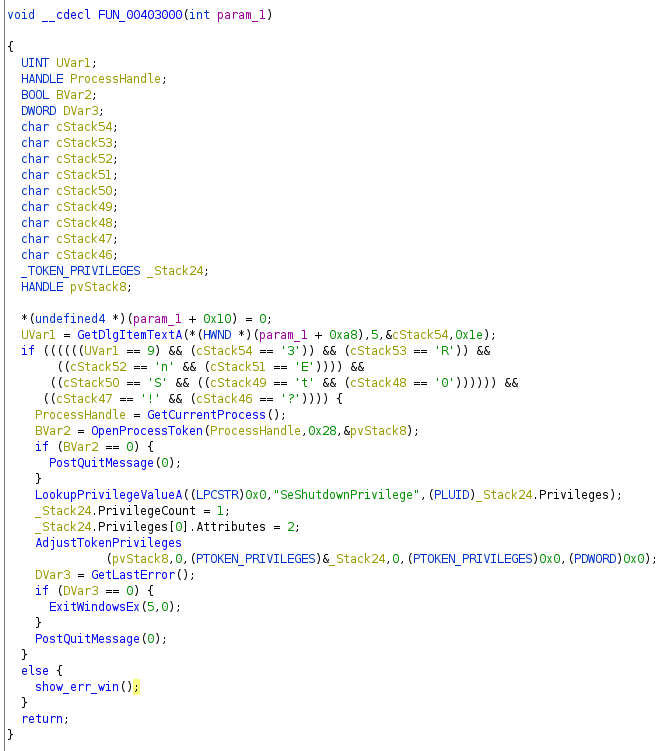 void __cdecl FUN_00403000(int param_1)
{
UINT UVar1;
HANDLE ProcessHandle;
BOOL BVar2;
DWORD DVar3;
char cStack54;
char cStack53;
char cStack52;
char cStack51;
char cStack50;
char cStack49;
char cStack48;
char cStack47;
char cStack46;
_TOKEN_PRIVILEGES _Stack24;
HANDLE pvStack8;
*(undefined4 *)(param_1 + 0x10) = 0;
UVar1 = GetDlgItemTextA(*(HWND *)(param_1 + 0xa8),5,&cStack54,0x1e);
if ((((((UVar1 == 9) && (cStack54 == '3')) && (cStack53 == 'R')) &&
((cStack52 == 'n' && (cStack51 == 'E')))) &&
((cStack50 == 'S' && ((cStack49 == 't' && (cStack48 == '0')))))) &&
((cStack47 == '!' && (cStack46 == '?')))) {
ProcessHandle = GetCurrentProcess();
BVar2 = OpenProcessToken(ProcessHandle,0x28,&pvStack8);
if (BVar2 == 0) {
PostQuitMessage(0);
}
LookupPrivilegeValueA((LPCSTR)0x0,"SeShutdownPrivilege",(PLUID)_Stack24.Privileges);
_Stack24.PrivilegeCount = 1;
_Stack24.Privileges[0].Attributes = 2;
AdjustTokenPrivileges
(pvStack8,0,(PTOKEN_PRIVILEGES)&_Stack24,0,(PTOKEN_PRIVILEGES)0x0,(PDWORD)0x0);
DVar3 = GetLastError();
if (DVar3 == 0) {
ExitWindowsEx(5,0);
}
PostQuitMessage(0);
}
else {
show_err_win();
}
return;
}